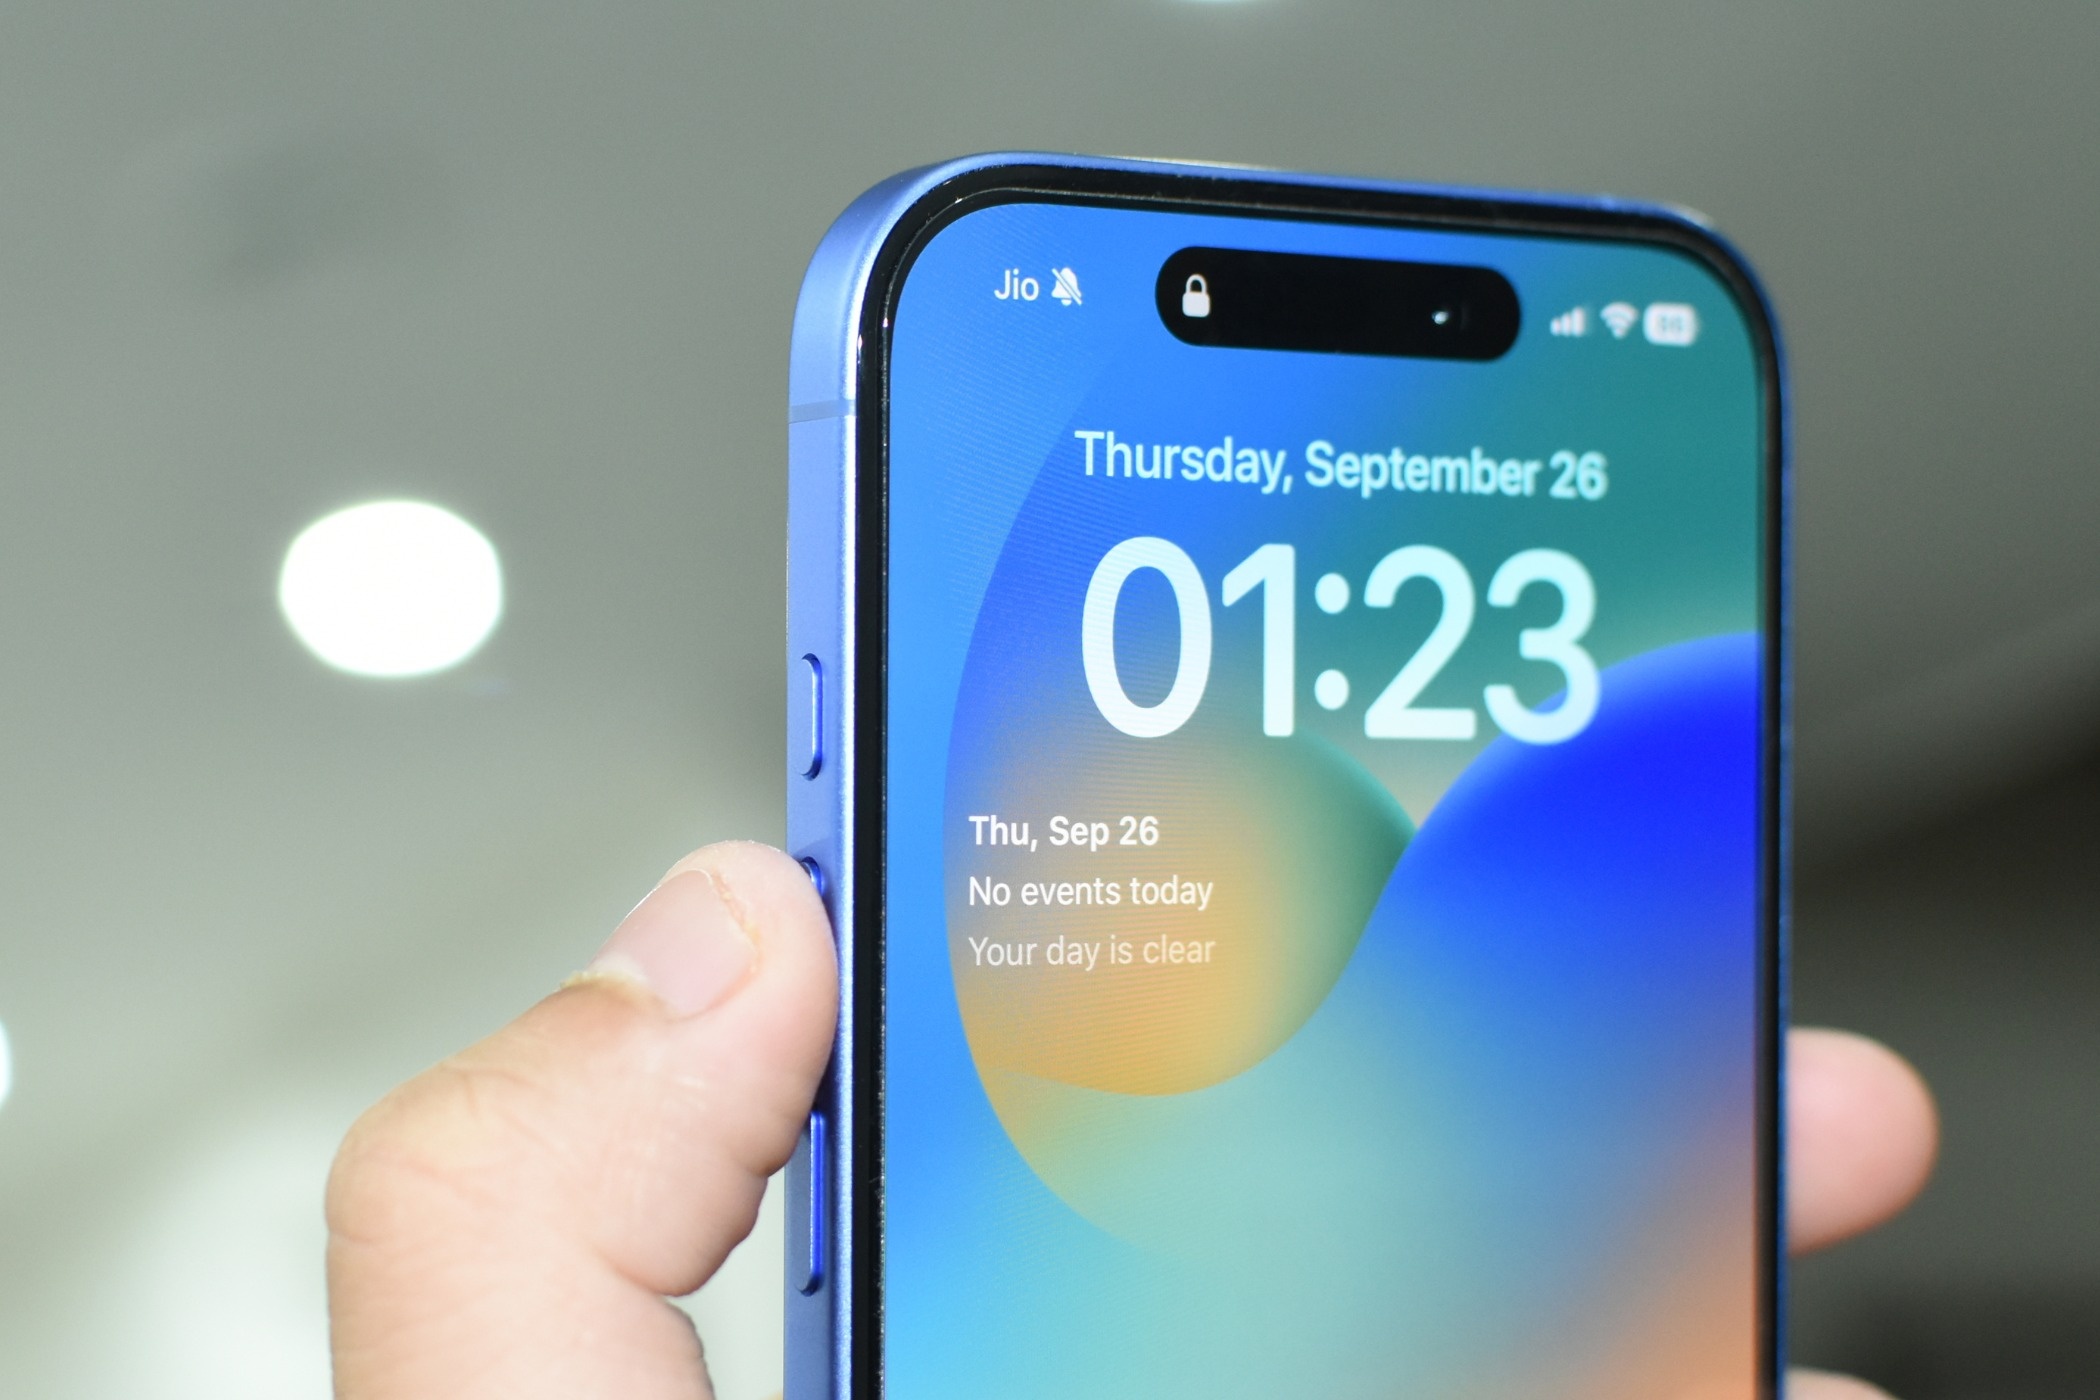 Jio
Thursday, September 26
01:23
Thu, Sep 26
No events today
Your day is clear